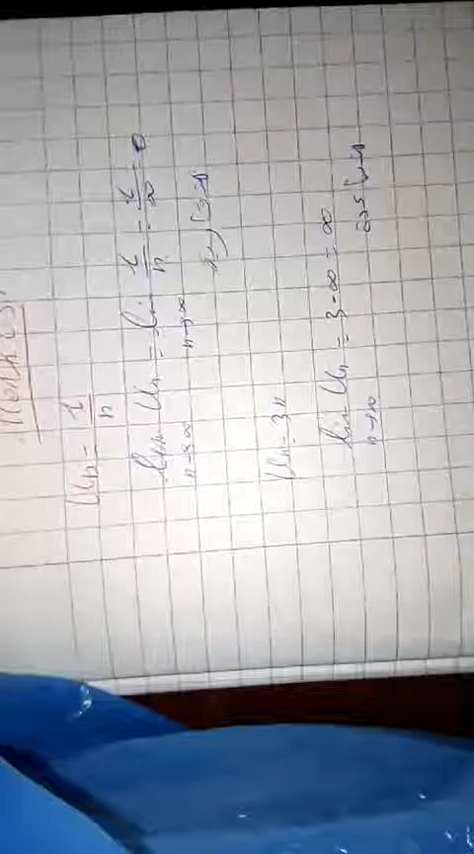 Uₙ = 1/n
lim Uₙ = lim 1/n = 1/∞ = 0
n→∞ n→∞
Uₙ = 3n
lim Uₙ = 3·∞ = ∞
n→∞